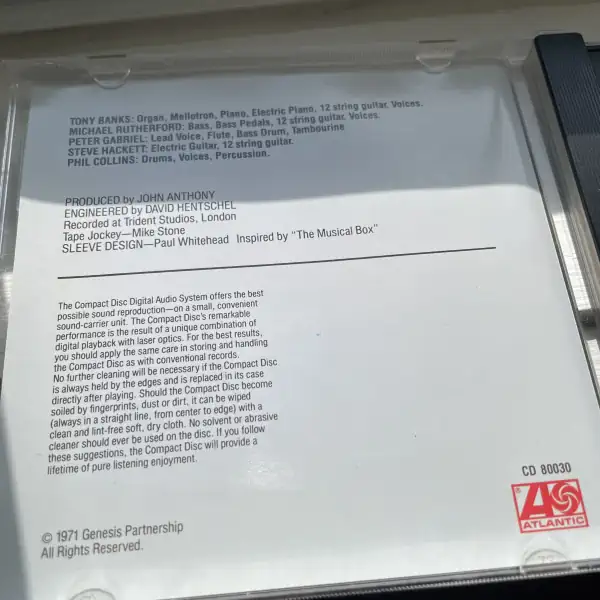 TONY BANKS: Organ, Mellotron, Piano, Electric Piano, 12 string guitar, Voices.
MICHAEL RUTHERFORD: Bass, Bass Pedals, 12 string guitar, Voices.
PETER GABRIEL: Lead Voice, Flute, Bass Drum, Tambourine
STEVE HACKETT: Electric Guitar, 12 string guitar.
PHIL COLLINS: Drums, Voices, Percussion.
PRODUCED by JOHN ANTHONY
ENGINEERED by DAVID HENTSCHEL
Recorded at Trident Studios, London
Tape Jockey—Mike Stone
SLEEVE DESIGN—Paul Whitehead Inspired by "The Musical Box"
The Compact Disc Digital Audio System offers the best
possible sound reproduction—on a small, convenient
sound-carrier unit. The Compact Disc's remarkable
performance is the result of a unique combination of
digital playback with laser optics. For the best results,
you should apply the same care in storing and handling
the Compact Disc as with conventional records.
No further cleaning will be necessary if the Compact Disc
is always held by the edges and is replaced in its case
directly after playing. Should the Compact Disc become
soiled by fingerprints, dust or dirt, it can be wiped
(always in a straight line, from center to edge) with a
clean and lint-free soft, dry cloth. No solvent or abrasive
cleaner should ever be used on the disc. If you follow
these suggestions, the Compact Disc will provide a
lifetime of pure listening enjoyment.
CD 80030
ATLANTIC
© 1971 Genesis Partnership
All Rights Reserved.